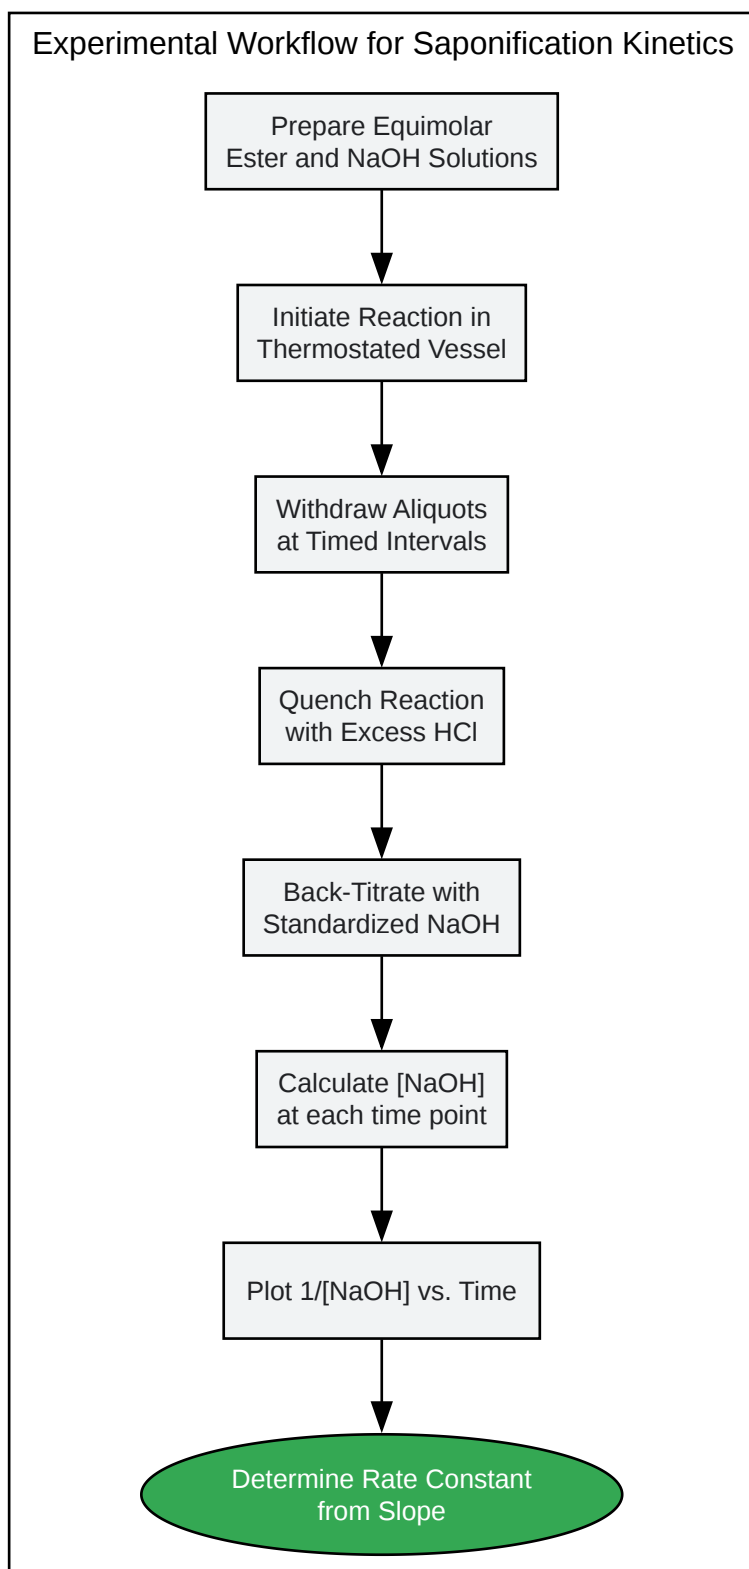 Experimental Workflow for Saponification Kinetics
Prepare Equimolar
Ester and NaOH Solutions
Initiate Reaction in
Thermostated Vessel
Withdraw Aliquots
at Timed Intervals
Quench Reaction
with Excess HCl
Back-Titrate with
Standardized NaOH
Calculate [NaOH]
at each time point
Plot 1/[NaOH] vs. Time
Determine Rate Constant
from Slope